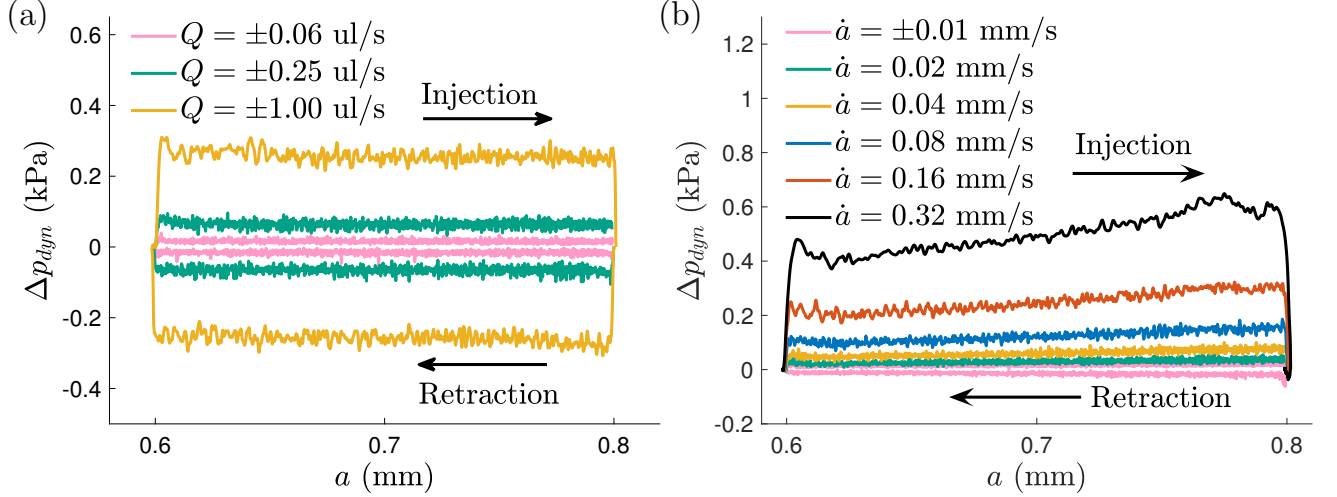 (a)
Q = ±0.06 ul/s
Q = ±0.25 ul/s
Q = ±1.00 ul/s
Injection
Retraction
0.6
0.4
0.2
0
-0.2
-0.4
Δp_dyn (kPa)
0.6 0.7 0.8
a (mm)
(b)
ȧ = ±0.01 mm/s
ȧ = 0.02 mm/s
ȧ = 0.04 mm/s
ȧ = 0.08 mm/s
ȧ = 0.16 mm/s
ȧ = 0.32 mm/s
Injection
Retraction
1.2
1
0.8
0.6
0.4
0.2
0
-0.2
Δp_dyn (kPa)
0.6 0.7 0.8
a (mm)